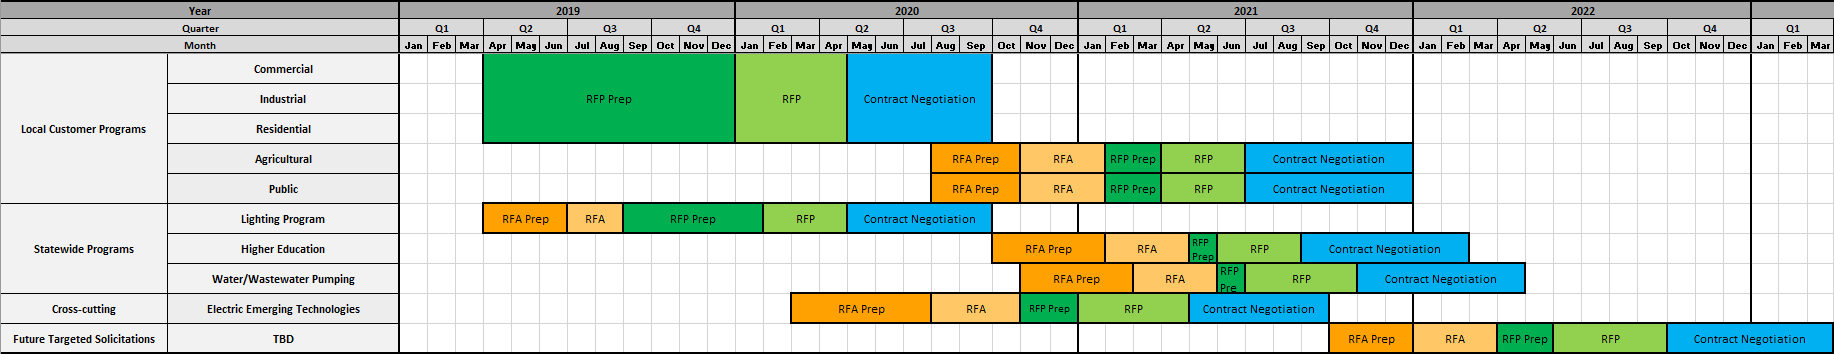 Year 2019 2020 2021 2022
Quarter Q1 Q2 Q3 Q4 Q1 Q2 Q3 Q4 Q1 Q2 Q3 Q4 Q1 Q2 Q3 Q4 Q1
Month Jan Feb Mar Apr May Jun Jul Aug Sep Oct Nov Dec Jan Feb Mar Apr May Jun Jul Aug Sep Oct Nov Dec Jan Feb Mar Apr May Jun Jul Aug Sep Oct Nov Dec Jan Feb Mar Apr May Jun Jul Aug Sep Oct Nov Dec Jan Feb Mar
Local Customer Programs
Commercial
Industrial
Residential
RFP Prep RFP Contract Negotiation
Agricultural RFA Prep RFA RFP Prep RFP Contract Negotiation
Public RFA Prep RFA RFP Prep RFP Contract Negotiation
Statewide Programs
Lighting Program RFA Prep RFA RFP Prep RFP Contract Negotiation
Higher Education RFA Prep RFA RFP Prep RFP Contract Negotiation
Water/Wastewater Pumping RFA Prep RFA RFP Pre RFP Contract Negotiation
Cross-cutting Electric Emerging Technologies RFA Prep RFA RFP Prep RFP Contract Negotiation
Future Targeted Solicitations TBD RFA Prep RFA RFP Prep RFP Contract Negotiation